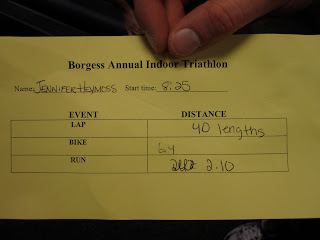 Borgess Annual Indoor Triathlon
Name: JENNIFER Start time: 8:25
EVENT DISTANCE
LAP 40 lengths
BIKE 6.4
RUN 2.10